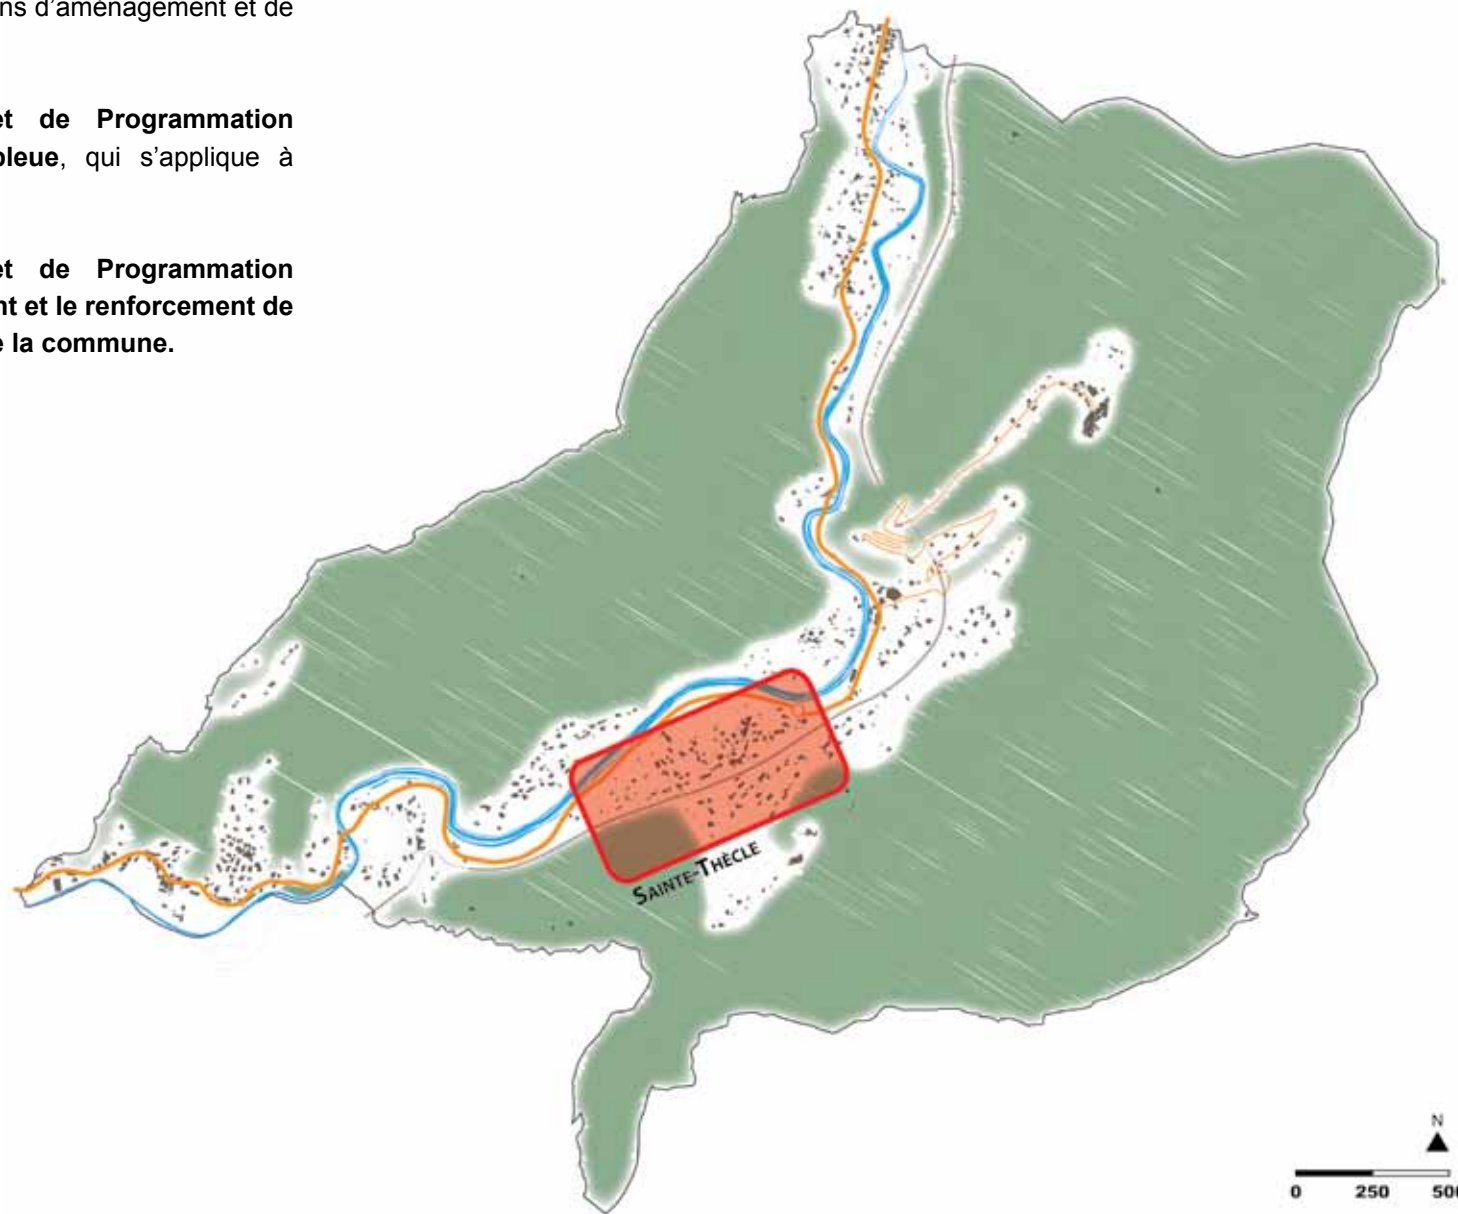 ns d’aménagement et de
et de Programmation
bleue, qui s’applique à
et de Programmation
nt et le renforcement de
e la commune.
SAINTE-THÈCLE
N
0 250 500